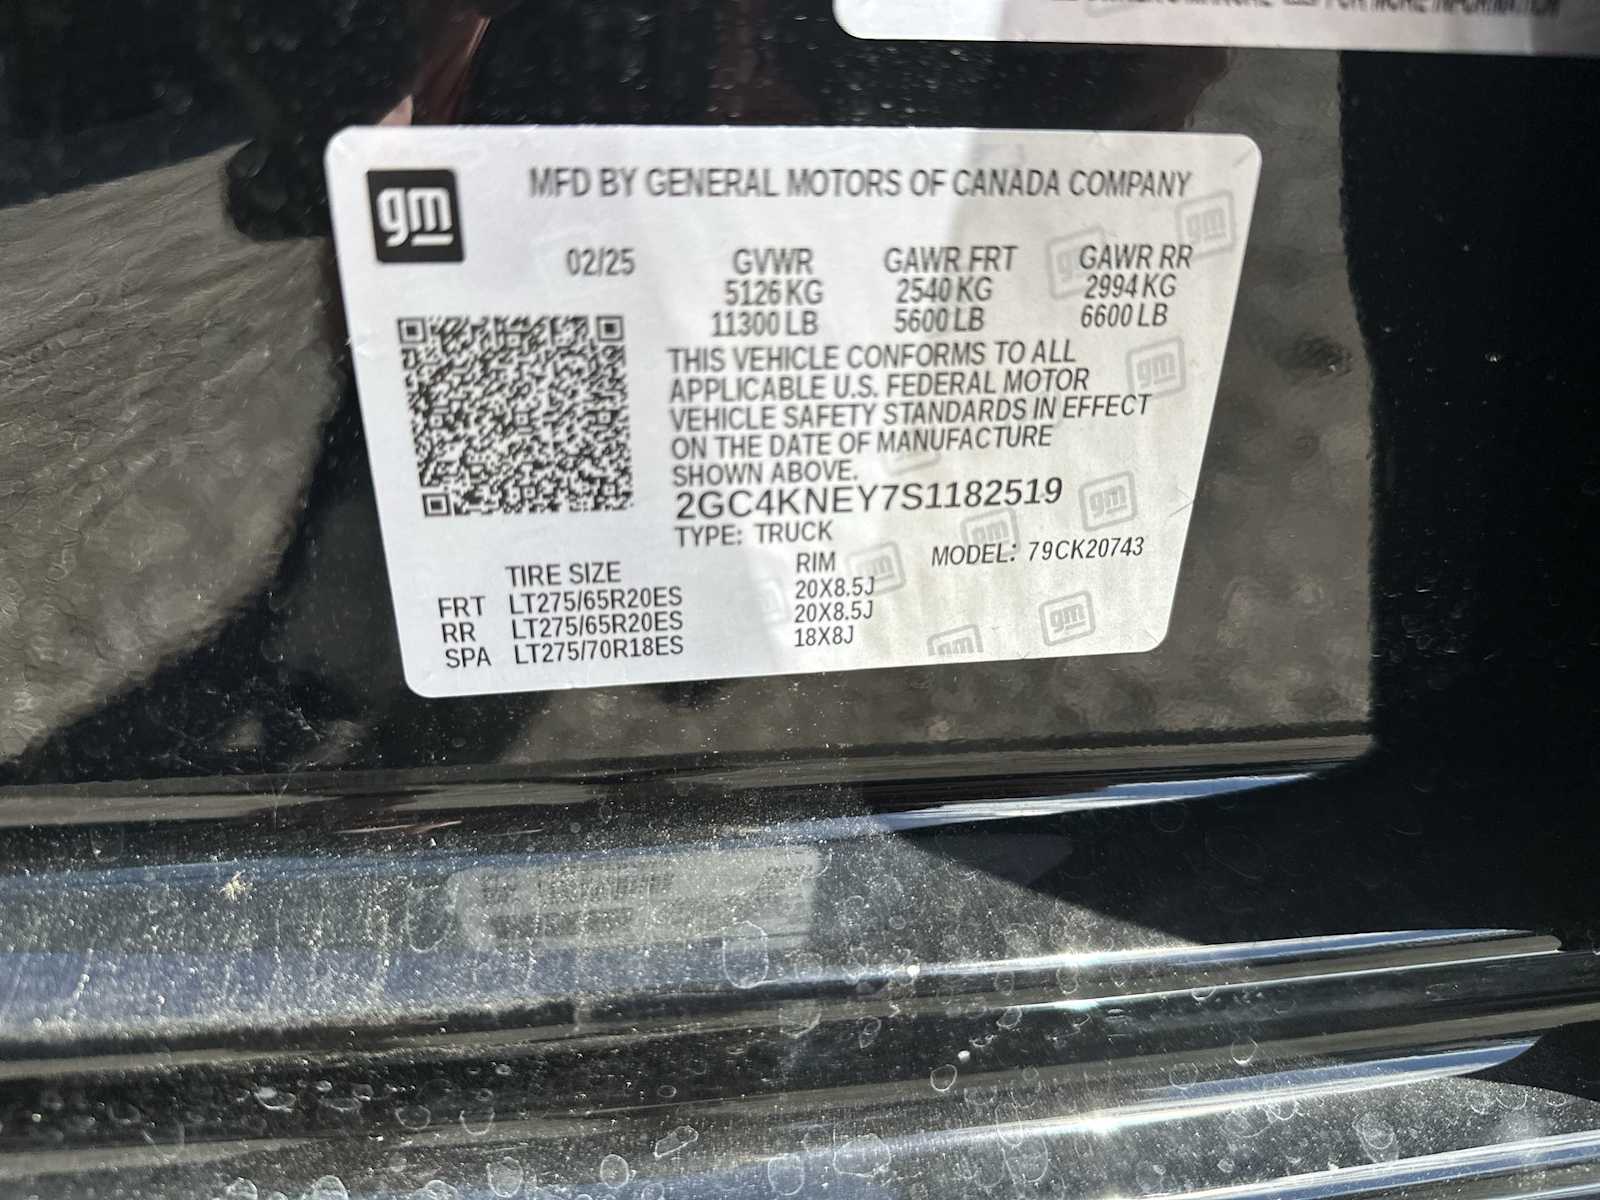 FOR MORE INFORMATION
gm
MFD BY GENERAL MOTORS OF CANADA COMPANY
02/25 GVWR GAWR FRT GAWR RR
5126 KG 2540 KG 2994 KG
11300 LB 5600 LB 6600 LB
THIS VEHICLE CONFORMS TO ALL
APPLICABLE U.S. FEDERAL MOTOR
VEHICLE SAFETY STANDARDS IN EFFECT
ON THE DATE OF MANUFACTURE
SHOWN ABOVE.
2GC4KNEY7S1182519
TYPE: TRUCK
MODEL: 79CK20743
TIRE SIZE RIM
FRT LT275/65R20ES 20X8.5J
RR LT275/65R20ES 20X8.5J
SPA LT275/70R18ES 18X8J